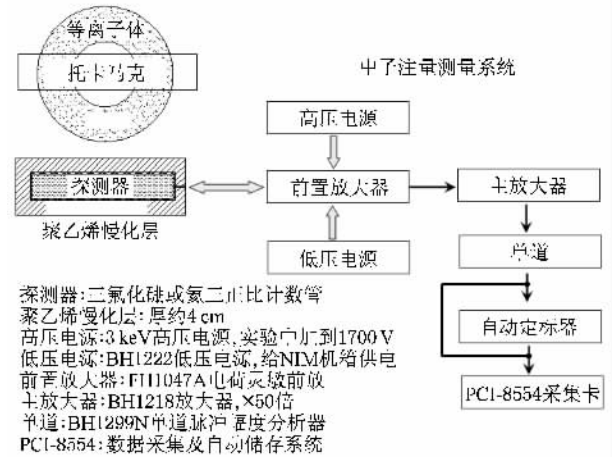 等离子体
托卡马克
中子注量测量系统
高压电源
探测器
前置放大器
主放大器
聚乙烯慢化层
低压电源
单道
自动定标器
PCI-8554采集卡
探测器:三氟化硼或氦三正比计数管
聚乙烯慢化层:厚约4 cm
高压电源:3 keV高压电源,实验中加到1700 V
低压电源:BH1222低压电源,给NIM机箱供电
前置放大器:FH1047A电荷灵敏前放
主放大器:BH1218放大器,×50倍
单道:BH1299N单道脉冲幅度分析器
PCI-8554:数据采集及自动储存系统